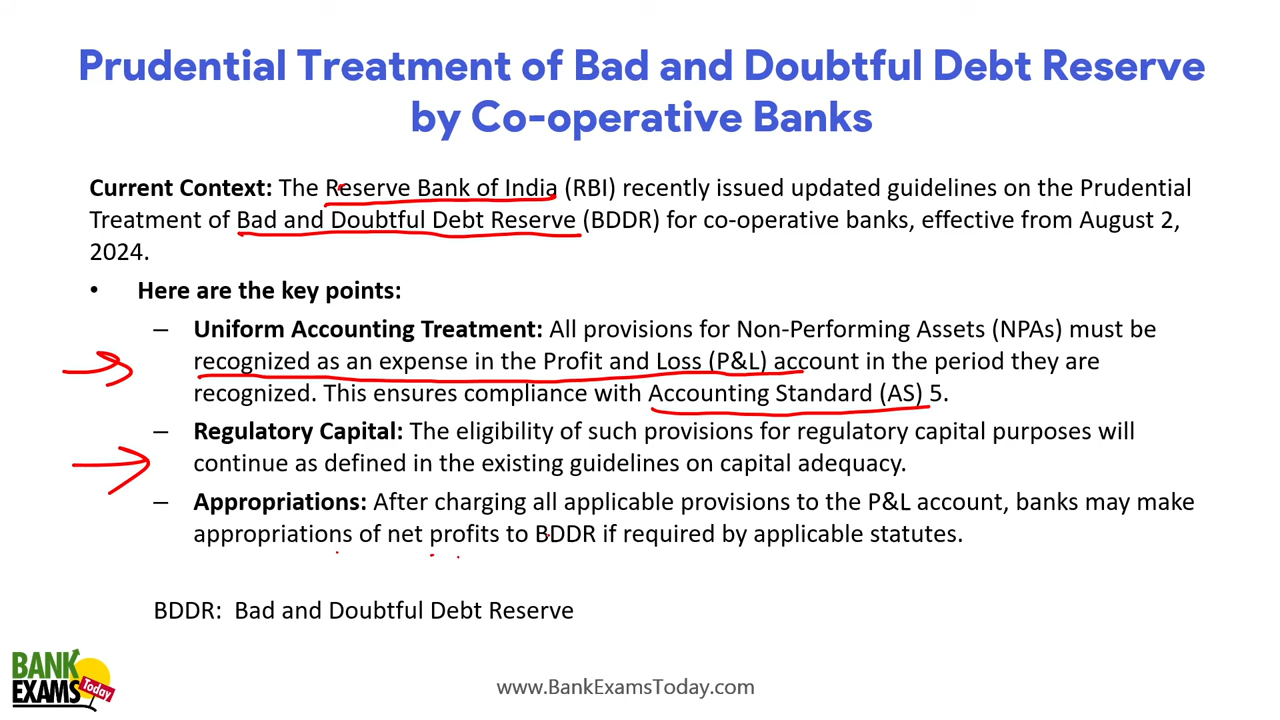 Prudential Treatment of Bad and Doubtful Debt Reserve
by Co-operative Banks
Current Context: The Reserve Bank of India (RBI) recently issued updated guidelines on the Prudential
Treatment of Bad and Doubtful Debt Reserve (BDDR) for co-operative banks, effective from August 2,
2024.
• Here are the key points:
– Uniform Accounting Treatment: All provisions for Non-Performing Assets (NPAs) must be
recognized as an expense in the Profit and Loss (P&L) account in the period they are
recognized. This ensures compliance with Accounting Standard (AS) 5.
– Regulatory Capital: The eligibility of such provisions for regulatory capital purposes will
continue as defined in the existing guidelines on capital adequacy.
– Appropriations: After charging all applicable provisions to the P&L account, banks may make
appropriations of net profits to BDDR if required by applicable statutes.
BDDR: Bad and Doubtful Debt Reserve
BANK
EXAMS
Today
www.BankExamsToday.com